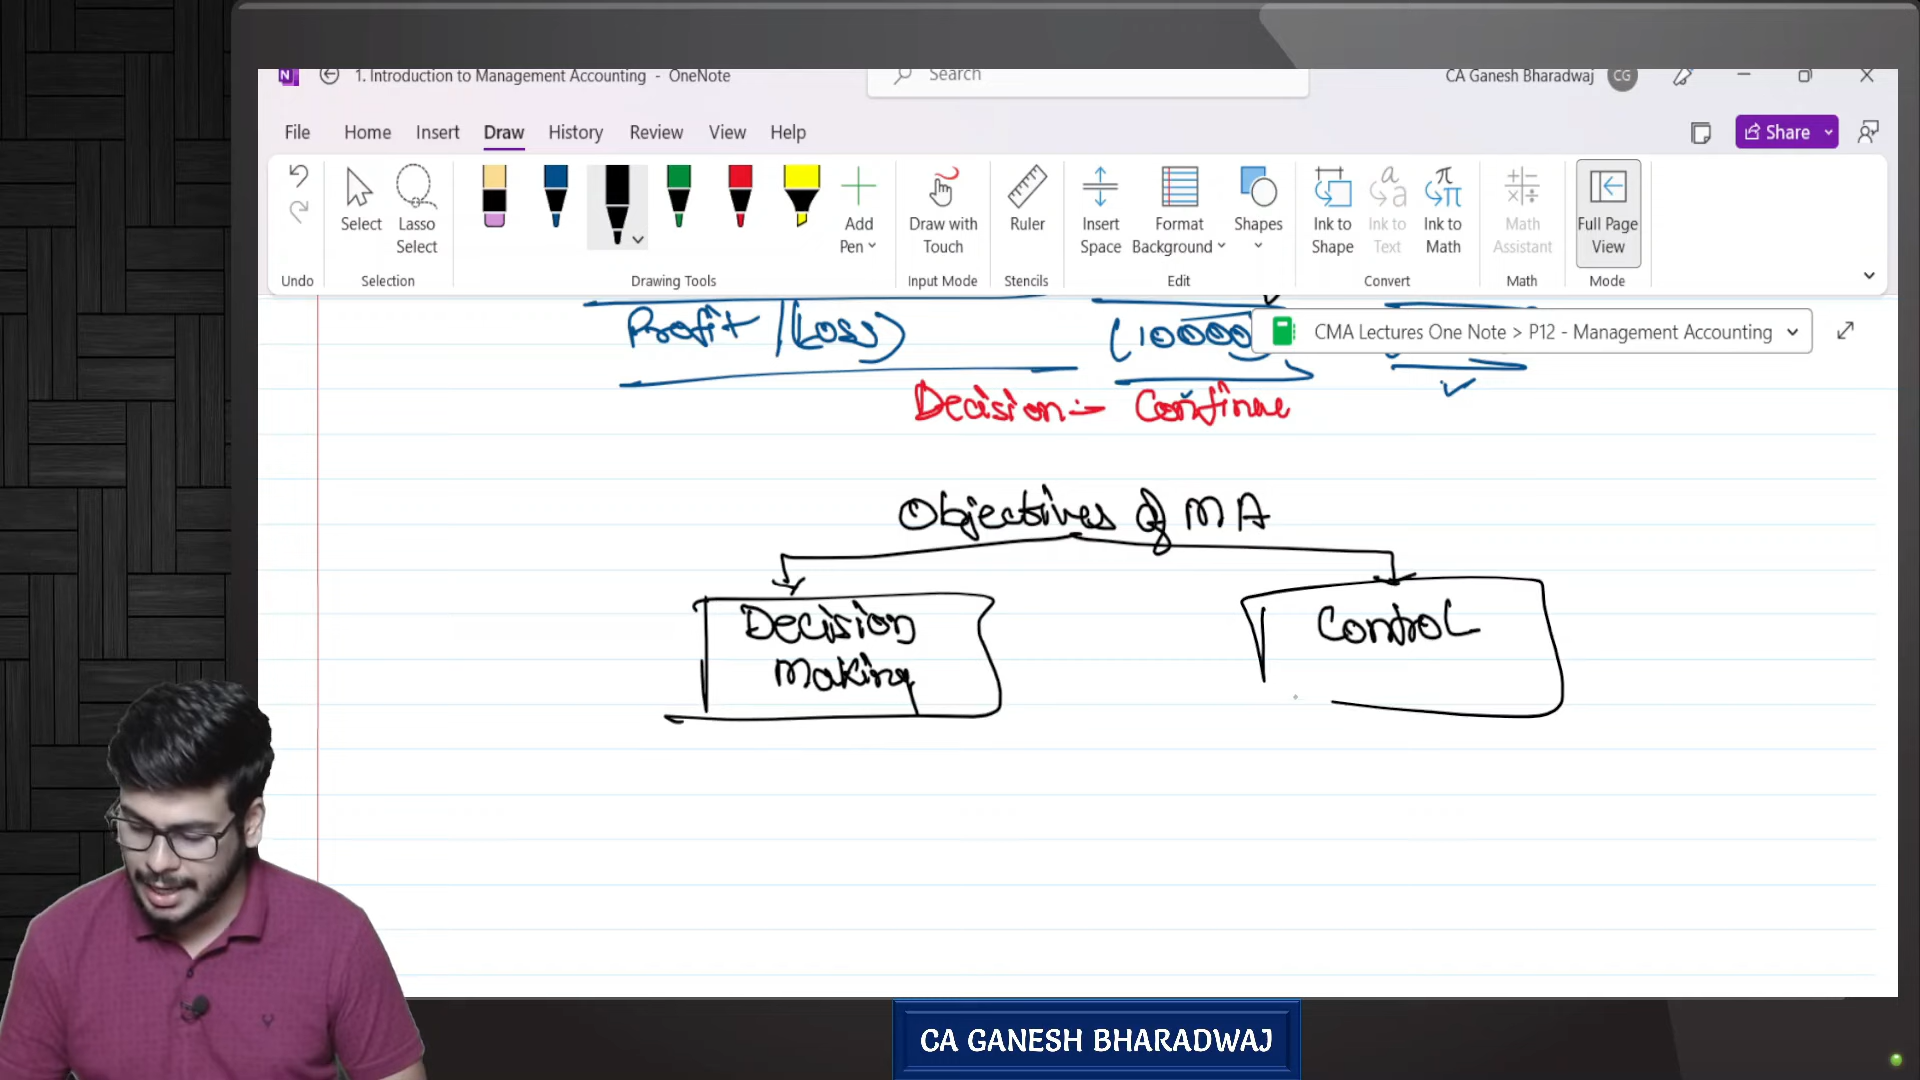 1. Introduction to Management Accounting - OneNote
Search
CA Ganesh Bharadwaj CG
File Home Insert Draw History Review View Help
Share
Select
Lasso Select
Add Pen
Draw with Touch
Ruler
Insert Space
Format Background
Shapes
Ink to Shape
Ink to Text
Ink to Math
Math Assistant
Full Page View
Undo Selection Drawing Tools Input Mode Stencils Edit Convert Math Mode
Profit / (Loss) (10000)
CMA Lectures One Note > P12 - Management Accounting
Decision :- Continue
Objectives of MA
Decision Making
Control
CA GANESH BHARADWAJ